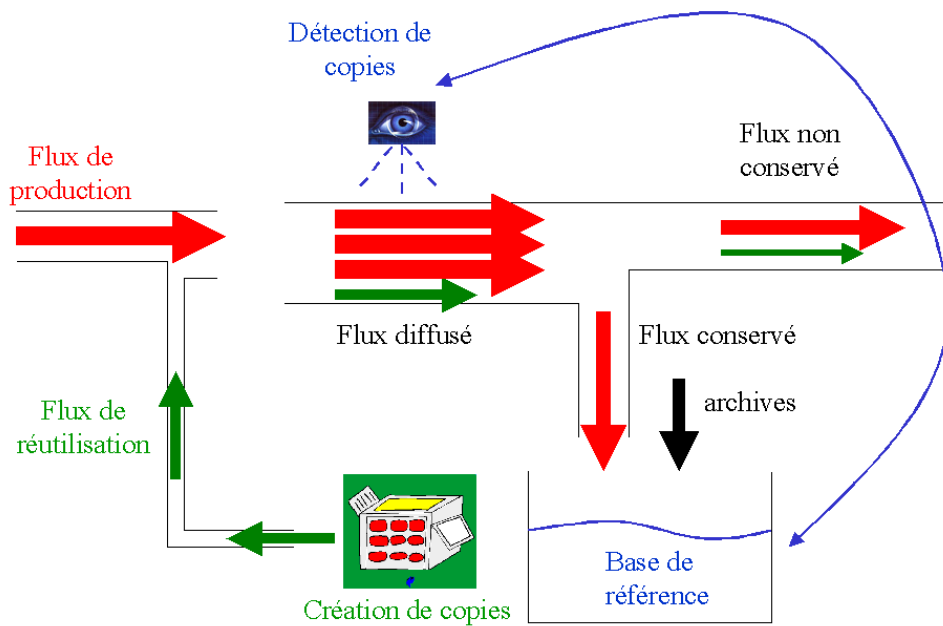 Détection de
copies
Flux non
conservé
Flux de
production
Flux diffusé
Flux conservé
archives
Flux de
réutilisation
Base de
référence
Création de copies